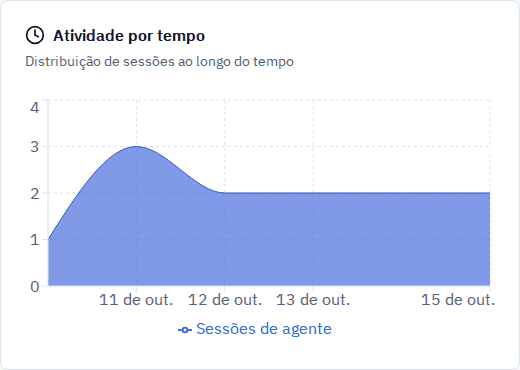 Atividade por tempo
Distribuição de sessões ao longo do tempo
4
3
2
1
0
11 de out. 12 de out. 13 de out. 15 de out.
Sessões de agente